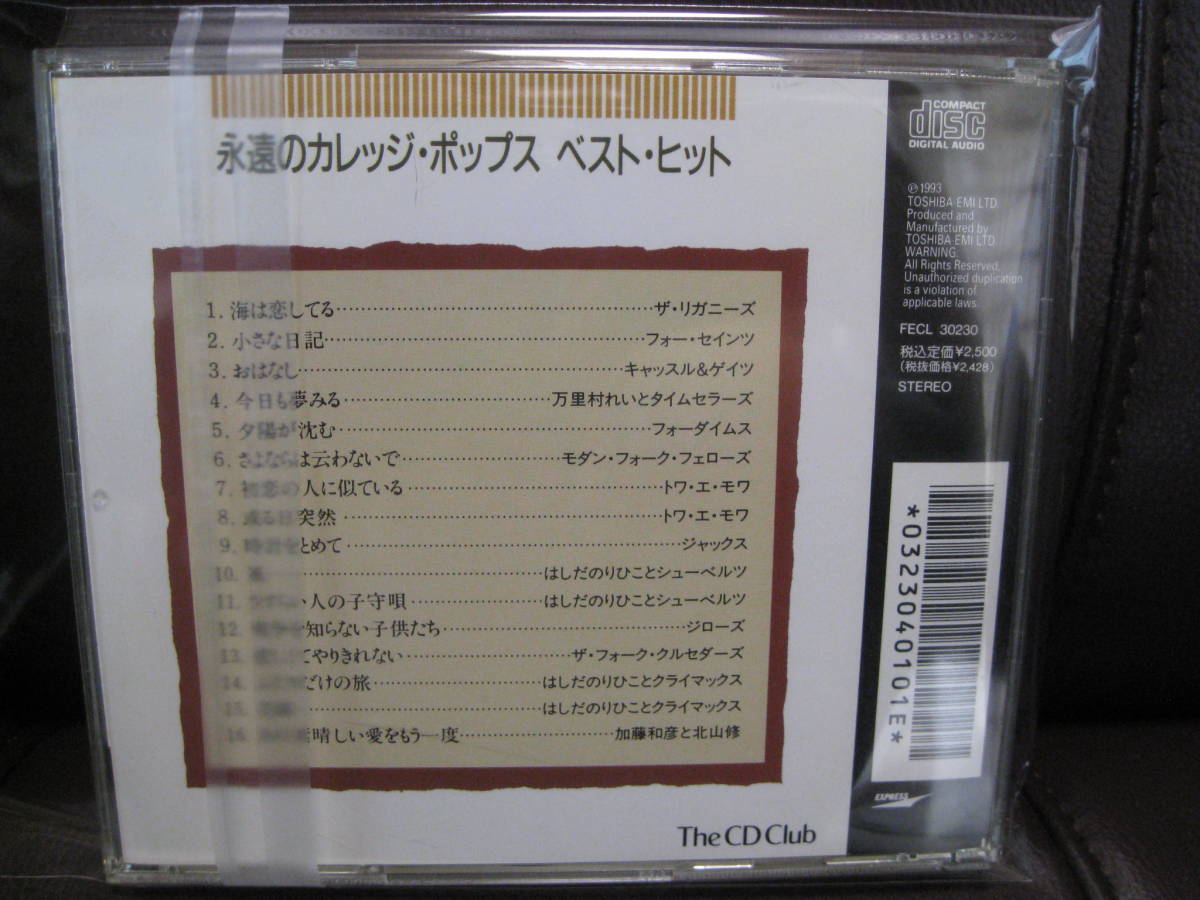 永遠のカレッジ・ポップス ベスト・ヒット
1. 海は恋してる ザ・リガニーズ
2. 小さな日記 フォー・セインツ
3. おはなし キャッスル&ゲイツ
4. 今日も夢みる 万里村れいとタイムセラーズ
5. 夕陽が沈む フォーダイムス
6. さよならは云わないで モダン・フォーク・フェローズ
7. 初恋の人に似ている トワ・エ・モワ
8. 或る日突然 トワ・エ・モワ
9. 時計をとめて ジャックス
10. はしだのりひことシューベルツ
11. 人の子守唄 はしだのりひことシューベルツ
12. 知らない子供たち ジローズ
13. てやりきれない ザ・フォーク・クルセダーズ
14. だけの旅 はしだのりひことクライマックス
15. はしだのりひことクライマックス
16. 晴しい愛をもう一度 加藤和彦と北山修
The CD Club
COMPACT
disc
DIGITAL AUDIO
℗ 1993
TOSHIBA-EMI LTD.
Produced and
Manufactured by
TOSHIBA-EMI LTD
WARNING.
All Rights Reserved.
Unauthorized duplication
is a violation of
applicable laws.
FECL 30230
税込定価¥2,500
(税抜価格¥2,428)
STEREO
*0323040101E*
EXPRESS